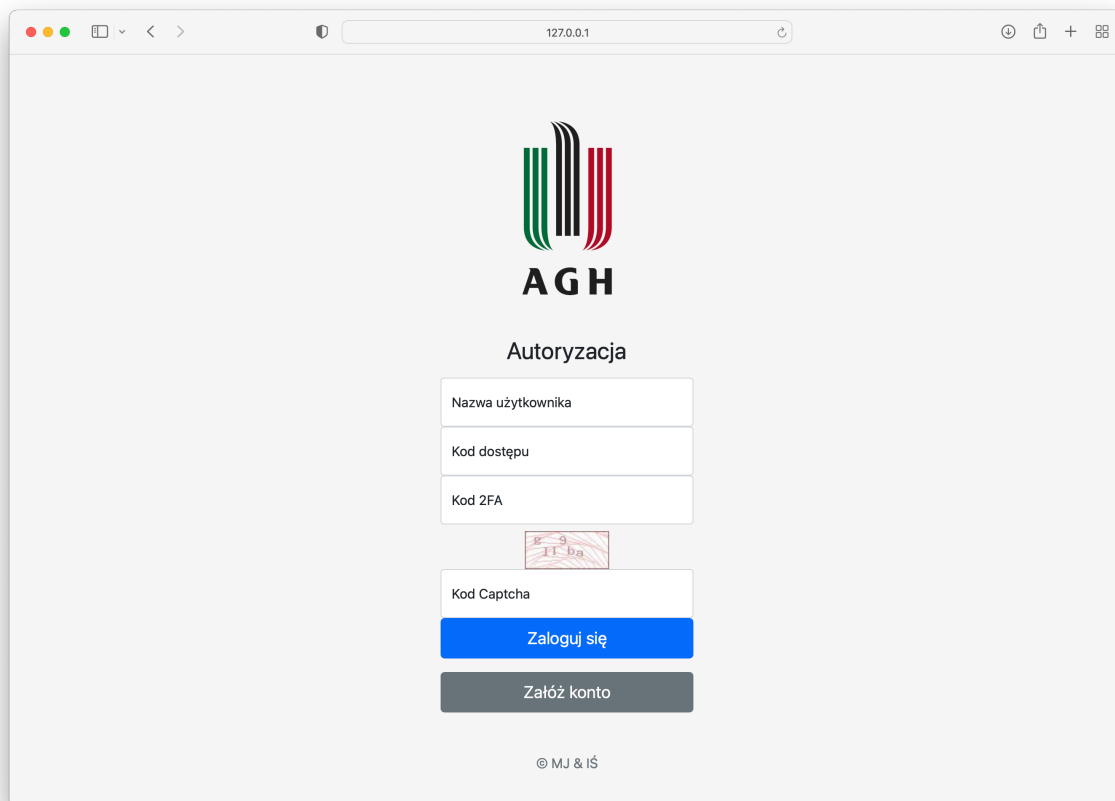 127.0.0.1
AGH
Autoryzacja
Nazwa użytkownika
Kod dostępu
Kod 2FA
Kod Captcha
Zaloguj się
Załóż konto
© MJ & IŚ